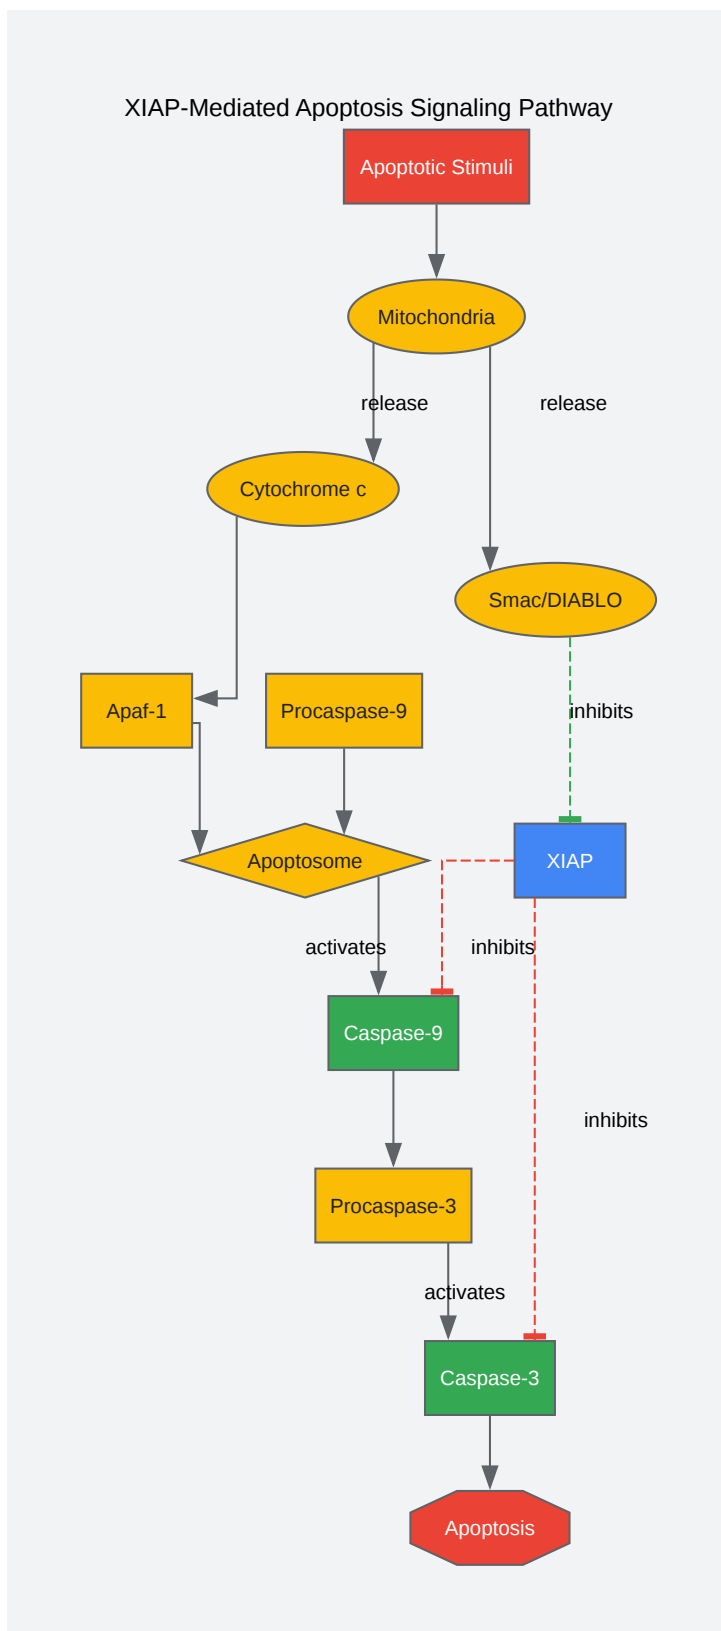 XIAP-Mediated Apoptosis Signaling Pathway
Apoptotic Stimuli
Mitochondria
release
release
Cytochrome c
Smac/DIABLO
Apaf-1
Procaspase-9
inhibits
Apoptosome
XIAP
activates
inhibits
Caspase-9
inhibits
Procaspase-3
activates
Caspase-3
Apoptosis